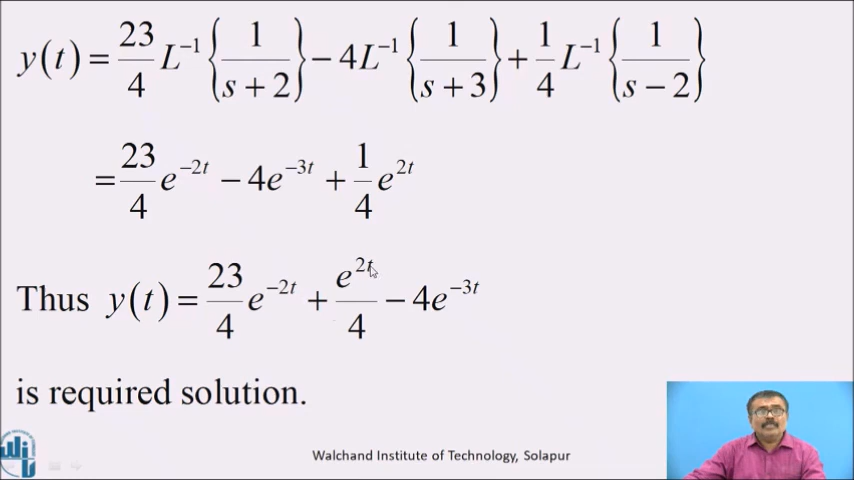 y(t) = 23/4 L⁻¹{1/(s + 2)} − 4L⁻¹{1/(s + 3)} + 1/4 L⁻¹{1/(s − 2)}
= 23/4 e⁻²ᵗ − 4e⁻³ᵗ + 1/4 e²ᵗ
Thus y(t) = 23/4 e⁻²ᵗ + e²ᵗ/4 − 4e⁻³ᵗ
is required solution.
Walchand Institute of Technology, Solapur